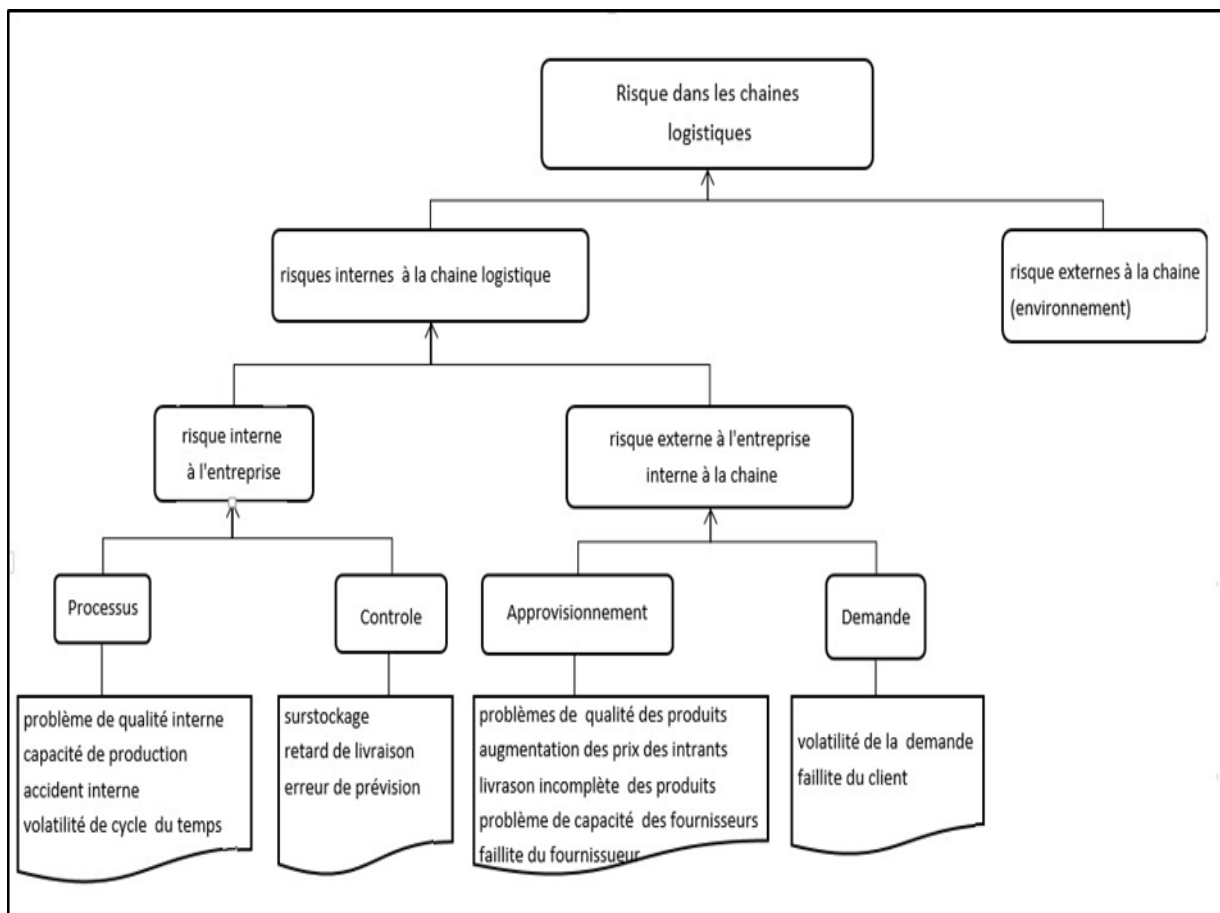 Risque dans les chaines
logistiques
risques internes à la chaine logistique
risque externes à la chaine
(environnement)
risque interne
à l'entreprise
risque externe à l'entreprise
interne à la chaine
Processus
Controle
Approvisionnement
Demande
problème de qualité interne
capacité de production
accident interne
volatilité de cycle du temps
surstockage
retard de livraison
erreur de prévision
problèmes de qualité des produits
augmentation des prix des intrants
livrason incomplète des produits
problème de capacité des fournisseurs
faillite du fournissueur
volatilité de la demande
faillite du client